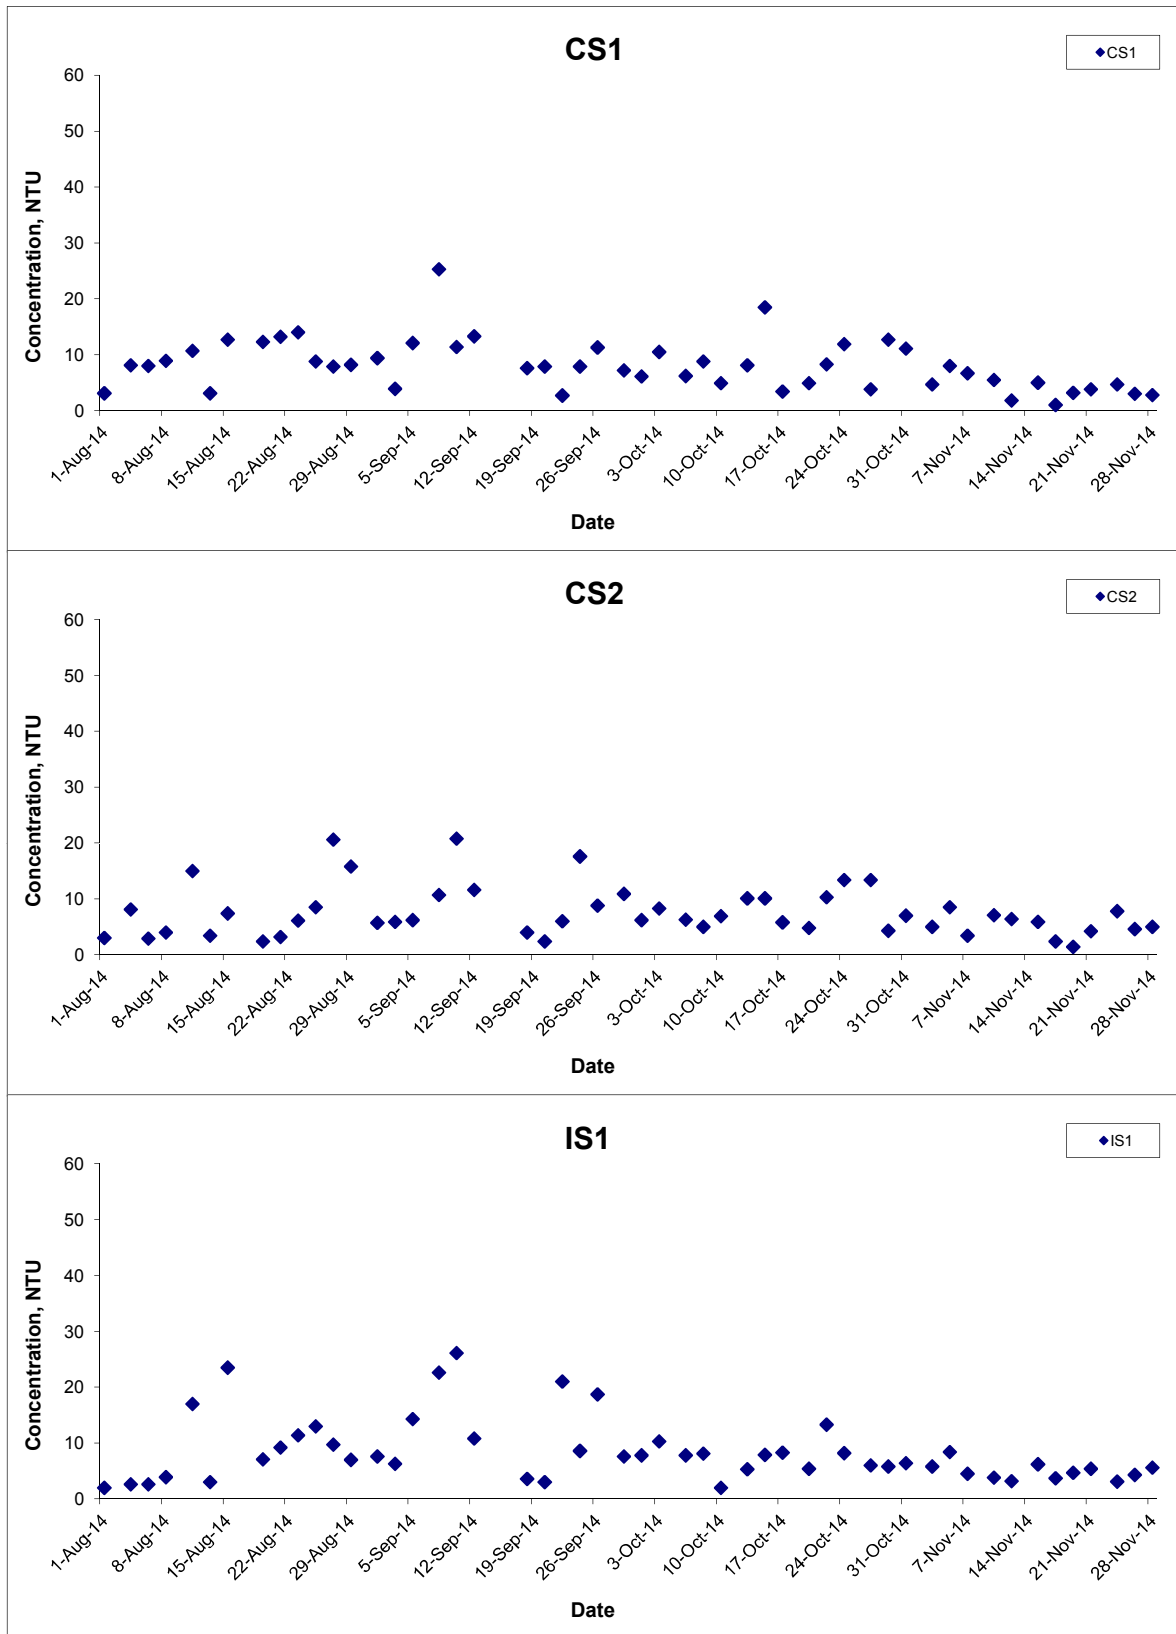 CS1
CS1
Concentration, NTU
60
50
40
30
20
10
0
1-Aug-14 8-Aug-14 15-Aug-14 22-Aug-14 29-Aug-14 5-Sep-14 12-Sep-14 19-Sep-14 26-Sep-14 3-Oct-14 10-Oct-14 17-Oct-14 24-Oct-14 31-Oct-14 7-Nov-14 14-Nov-14 21-Nov-14 28-Nov-14
Date
CS2
CS2
Concentration, NTU
60
50
40
30
20
10
0
1-Aug-14 8-Aug-14 15-Aug-14 22-Aug-14 29-Aug-14 5-Sep-14 12-Sep-14 19-Sep-14 26-Sep-14 3-Oct-14 10-Oct-14 17-Oct-14 24-Oct-14 31-Oct-14 7-Nov-14 14-Nov-14 21-Nov-14 28-Nov-14
Date
IS1
IS1
Concentration, NTU
60
50
40
30
20
10
0
1-Aug-14 8-Aug-14 15-Aug-14 22-Aug-14 29-Aug-14 5-Sep-14 12-Sep-14 19-Sep-14 26-Sep-14 3-Oct-14 10-Oct-14 17-Oct-14 24-Oct-14 31-Oct-14 7-Nov-14 14-Nov-14 21-Nov-14 28-Nov-14
Date